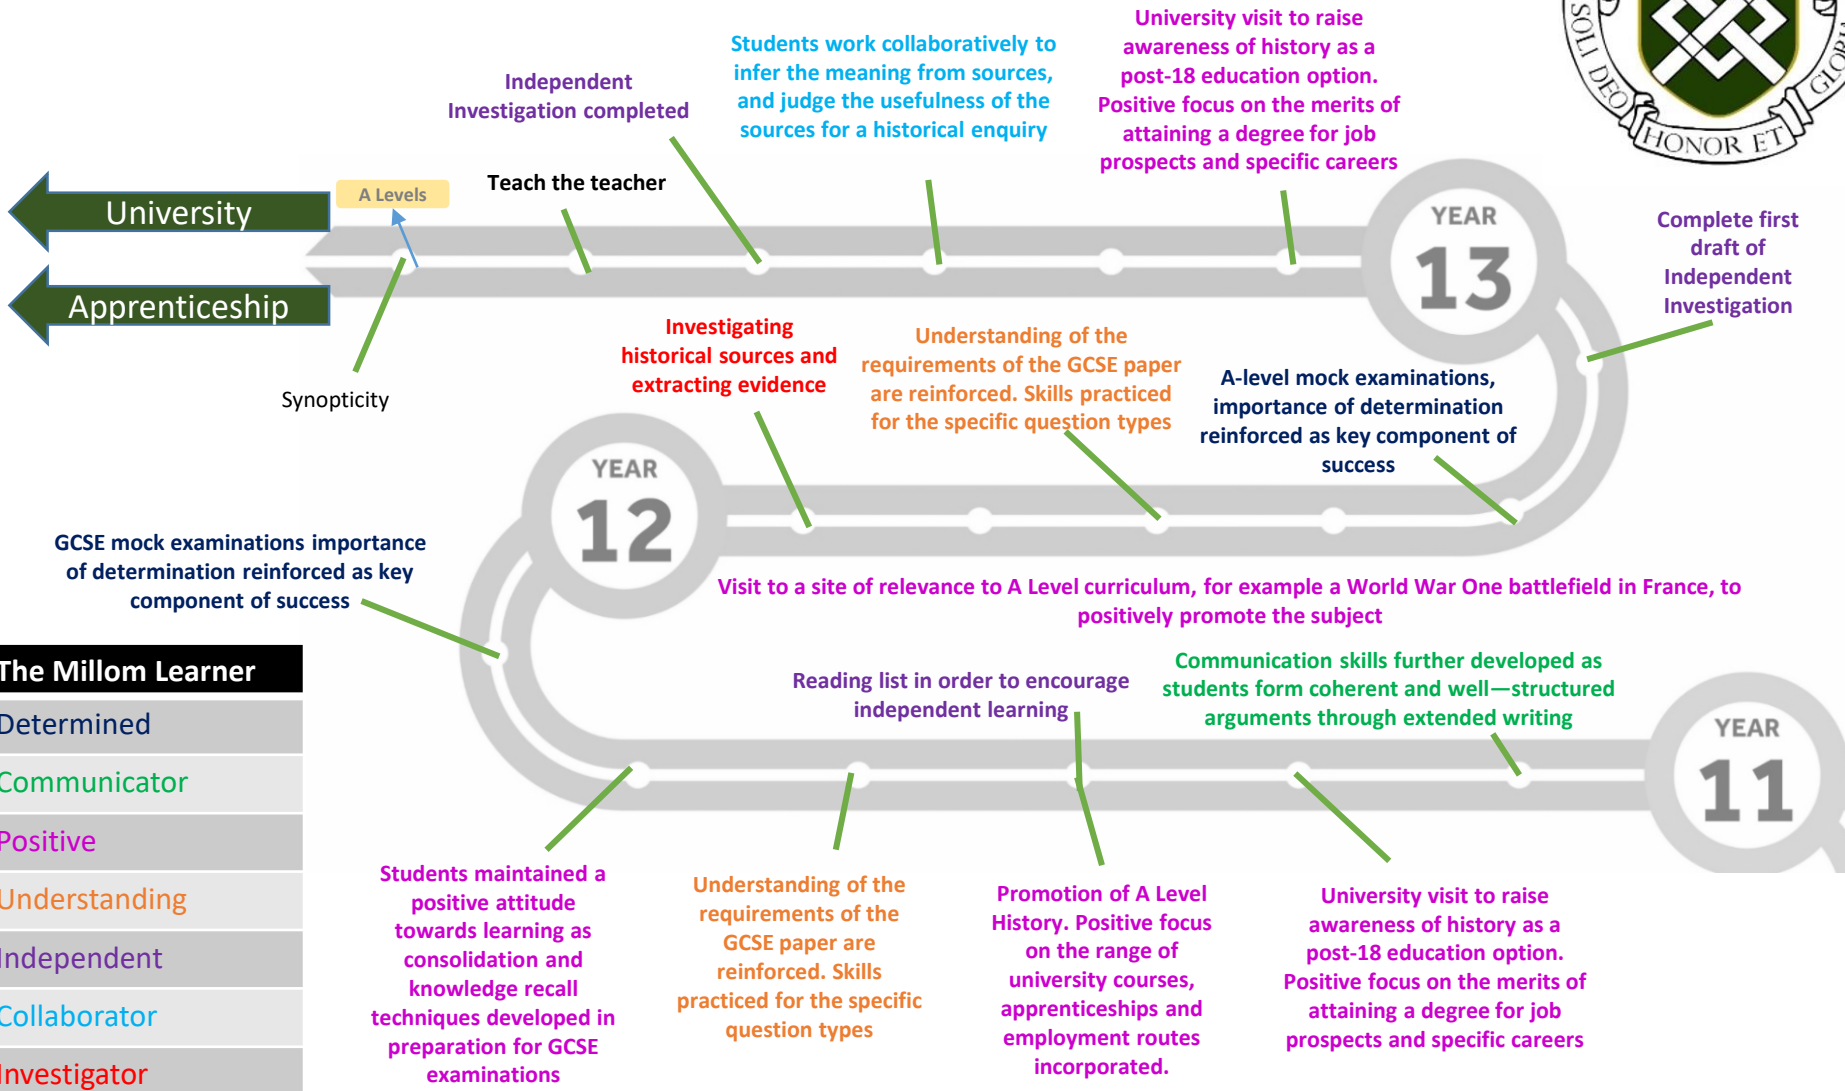 University visit to raise
awareness of history as a
post-18 education option.
Positive focus on the merits of
attaining a degree for job
prospects and specific careers
Students work collaboratively to
infer the meaning from sources,
and judge the usefulness of the
sources for a historical enquiry
Independent
Investigation completed
Teach the teacher
A Levels
University
Apprenticeship
Synopticity
SOLI DEO
HONOR ET
YEAR
13
Complete first
draft of
Independent
Investigation
Investigating
historical sources and
extracting evidence
Understanding of the
requirements of the GCSE paper
are reinforced. Skills practiced
for the specific question types
A-level mock examinations,
importance of determination
reinforced as key component of
success
YEAR
12
GCSE mock examinations importance
of determination reinforced as key
component of success
Visit to a site of relevance to A Level curriculum, for example a World War One battlefield in France, to
positively promote the subject
Reading list in order to encourage
independent learning
Communication skills further developed as
students form coherent and well—structured
arguments through extended writing
YEAR
11
The Millom Learner
Determined
Communicator
Positive
Understanding
Independent
Collaborator
Investigator
Students maintained a
positive attitude
towards learning as
consolidation and
knowledge recall
techniques developed in
preparation for GCSE
examinations
Understanding of the
requirements of the
GCSE paper are
reinforced. Skills
practiced for the specific
question types
Promotion of A Level
History. Positive focus
on the range of
university courses,
apprenticeships and
employment routes
incorporated.
University visit to raise
awareness of history as a
post-18 education option.
Positive focus on the merits of
attaining a degree for job
prospects and specific careers